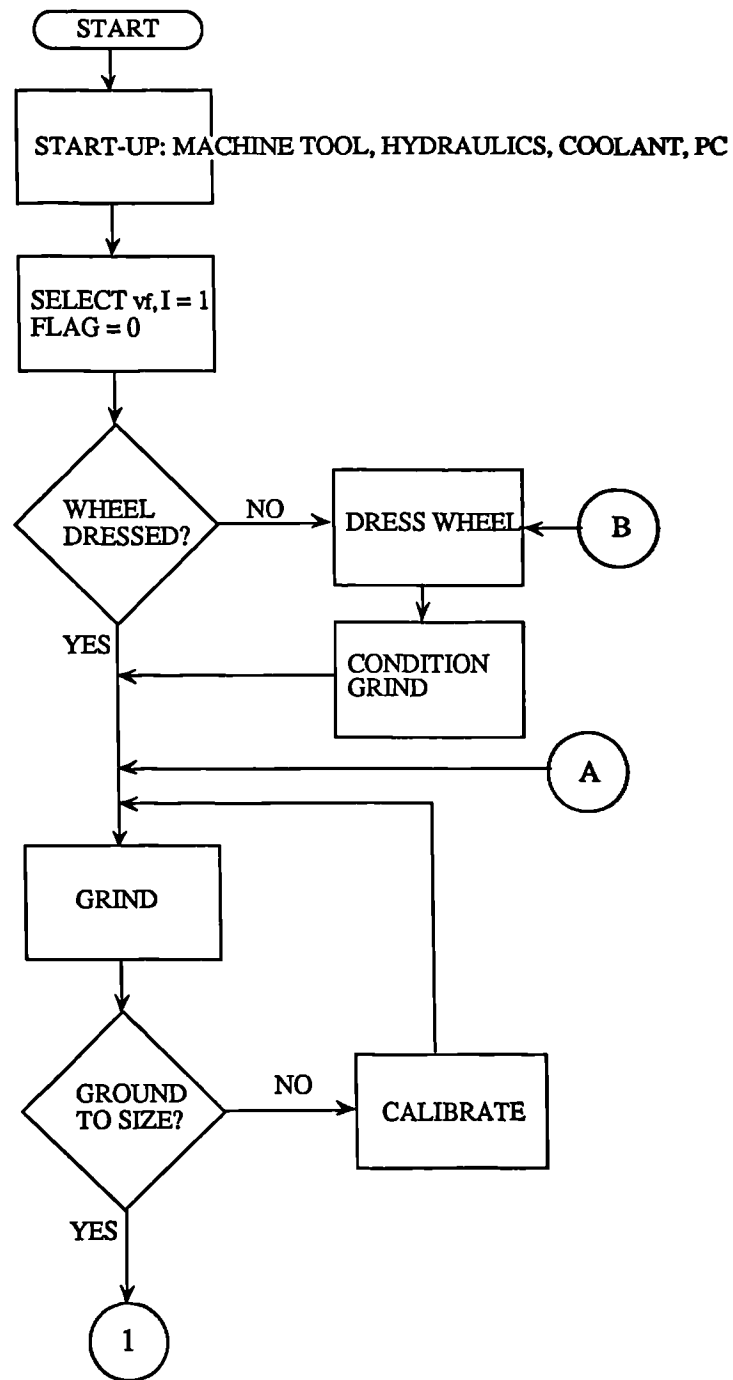 START
START-UP: MACHINE TOOL, HYDRAULICS, COOLANT, PC
SELECT vf, I = 1
FLAG = 0
WHEEL
DRESSED?
NO
DRESS WHEEL
B
YES
CONDITION
GRIND
A
GRIND
GROUND
TO SIZE?
NO
CALIBRATE
YES
1